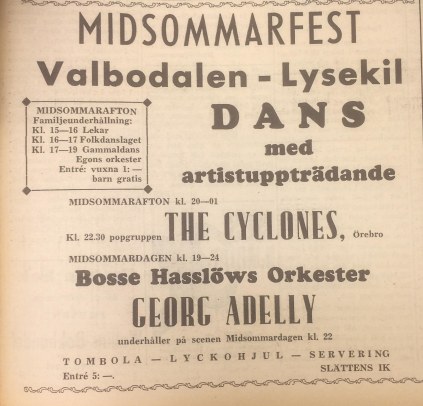 MIDSOMMARFEST
Valbodalen - Lysekil
MIDSOMMARAFTON
Familjeunderhållning:
Kl. 15—16 Lekar
Kl. 16—17 Folkdanslaget
Kl. 17—19 Gammaldans
Egons orkester
Entré: vuxna 1:—
barn gratis
DANS
med
artistuppträdande
MIDSOMMARAFTON kl. 20—01
Kl. 22.30 popgruppen THE CYCLONES, Örebro
MIDSOMMARDAGEN kl. 19—24
Bosse Hasslöws Orkester
GEORG ADELLY
underhåller på scenen Midsommardagen kl. 22
TOMBOLA — LYCKOHJUL — SERVERING
Entré 5:—. SLÄTTENS IK